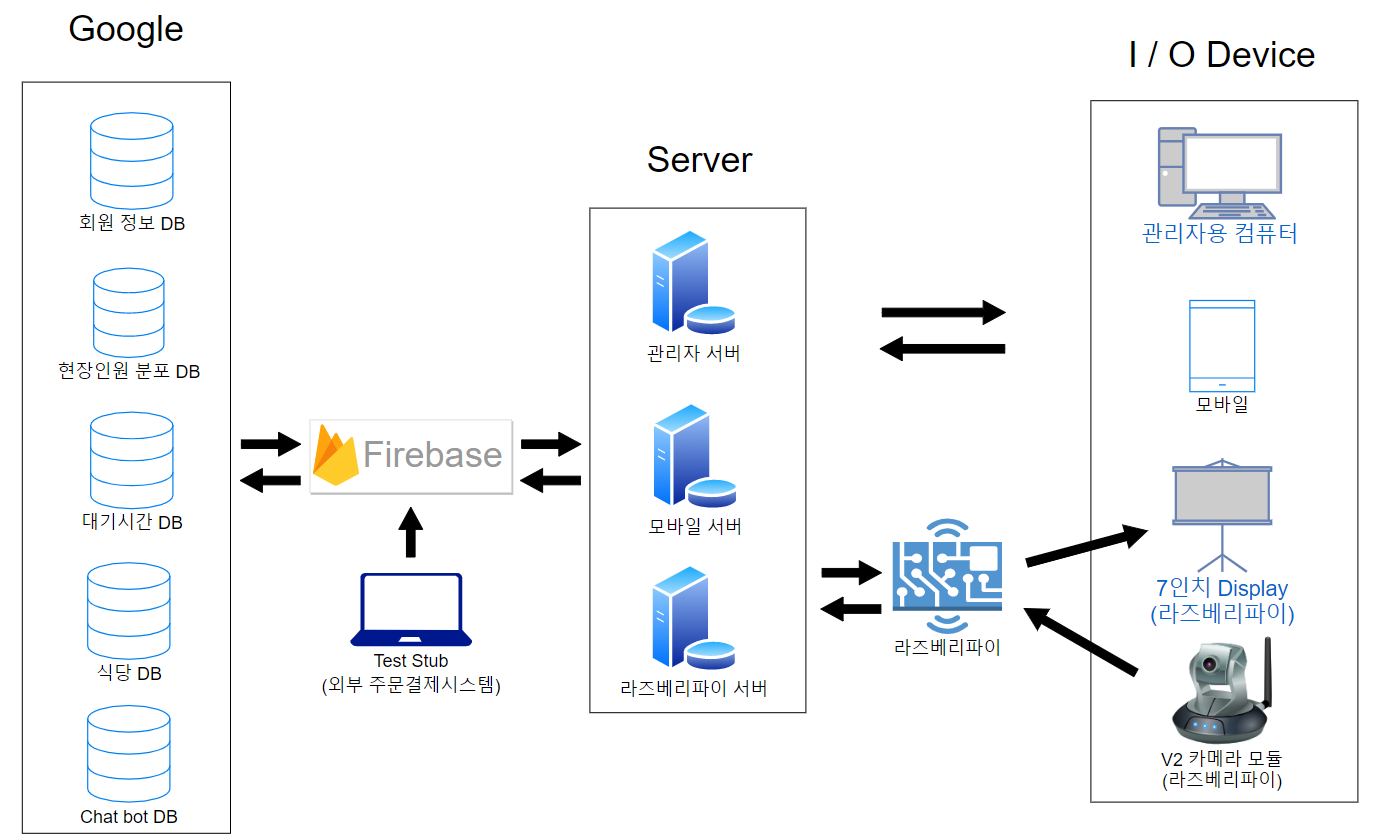 Google
회원 정보 DB
현장인원 분포 DB
대기시간 DB
식당 DB
Chat bot DB
Firebase
Test Stub
(외부 주문결제시스템)
Server
관리자 서버
모바일 서버
라즈베리파이 서버
라즈베리파이
I / O Device
관리자용 컴퓨터
모바일
7인치 Display
(라즈베리파이)
V2 카메라 모듈
(라즈베리파이)